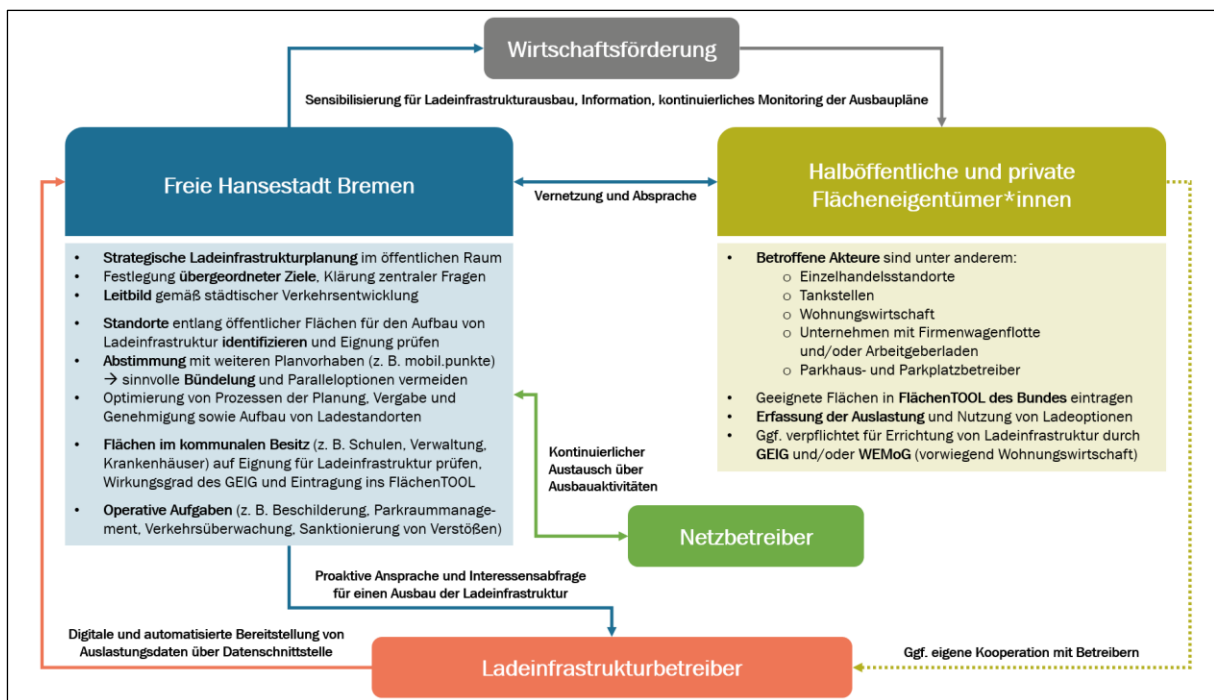 Wirtschaftsförderung
Sensibilisierung für Ladeinfrastrukturausbau, Information, kontinuierliches Monitoring der Ausbaupläne
Freie Hansestadt Bremen
Vernetzung und Absprache
Halböffentliche und private
Flächeneigentümer*innen
• Strategische Ladeinfrastrukturplanung im öffentlichen Raum
• Festlegung übergeordneter Ziele, Klärung zentraler Fragen
• Leitbild gemäß städtischer Verkehrsentwicklung
• Standorte entlang öffentlicher Flächen für den Aufbau von
Ladeinfrastruktur identifizieren und Eignung prüfen
• Abstimmung mit weiteren Planvorhaben (z. B. mobil.punkte)
→ sinnvolle Bündelung und Paralleloptionen vermeiden
• Optimierung von Prozessen der Planung, Vergabe und
Genehmigung sowie Aufbau von Ladestandorten
• Flächen im kommunalen Besitz (z. B. Schulen, Verwaltung,
Krankenhäuser) auf Eignung für Ladeinfrastruktur prüfen,
Wirkungsgrad des GEIG und Eintragung ins FlächenTOOL
• Operative Aufgaben (z. B. Beschilderung, Parkraummanage-
ment, Verkehrsüberwachung, Sanktionierung von Verstößen)
• Betroffene Akteure sind unter anderem:
o Einzelhandelsstandorte
o Tankstellen
o Wohnungswirtschaft
o Unternehmen mit Firmenwagenflotte
und/oder Arbeitgeberladen
o Parkhaus- und Parkplatzbetreiber
• Geeignete Flächen in FlächenTOOL des Bundes eintragen
• Erfassung der Auslastung und Nutzung von Ladeoptionen
• Ggf. verpflichtet für Errichtung von Ladeinfrastruktur durch
GEIG und/oder WEMoG (vorwiegend Wohnungswirtschaft)
Kontinuierlicher
Austausch über
Ausbauaktivitäten
Netzbetreiber
Proaktive Ansprache und Interessensabfrage
für einen Ausbau der Ladeinfrastruktur
Digitale und automatisierte Bereitstellung von
Auslastungsdaten über Datenschnittstelle
Ladeinfrastrukturbetreiber
Ggf. eigene Kooperation mit Betreibern